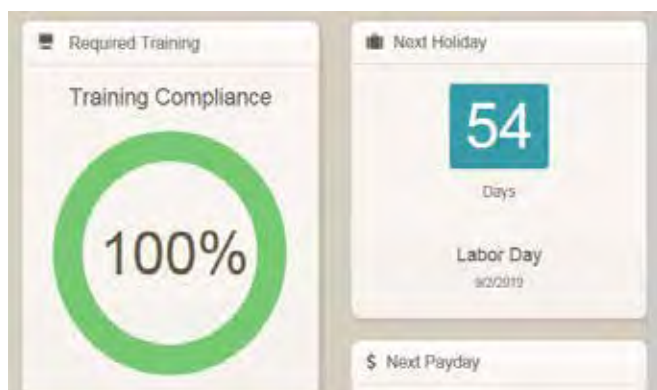 Required Training
Training Compliance
100%
Next Holiday
54
Days
Labor Day
9/2/2019
$ Next Payday